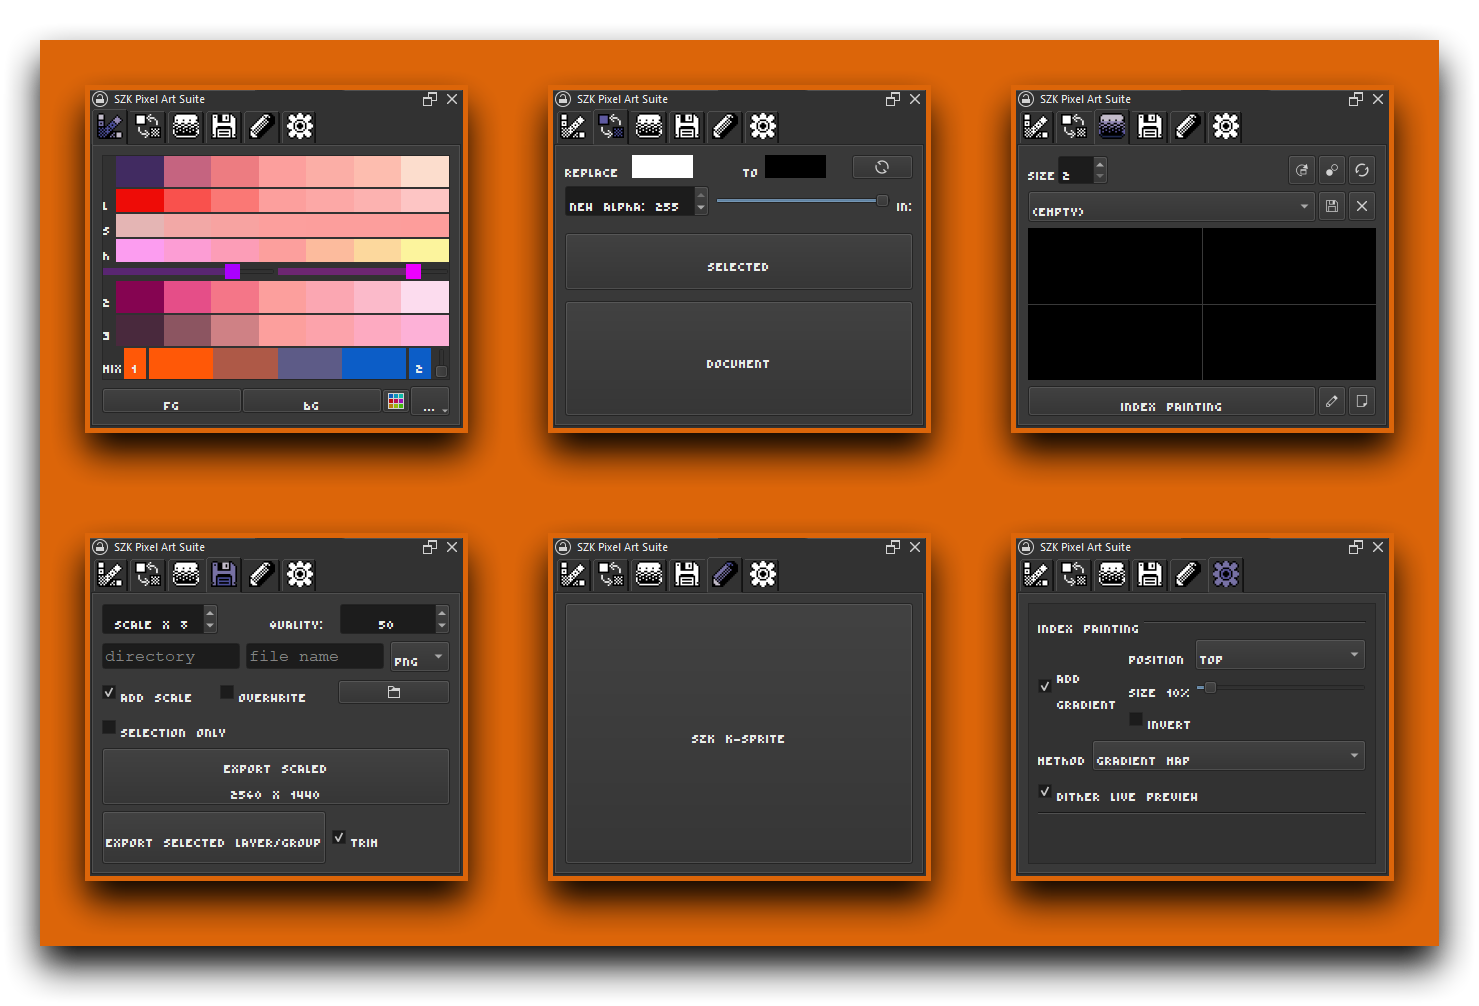 SZK Pixel Art Suite
L
S
h
2
3
MIX 1 2
FG BG ...
SZK Pixel Art Suite
REPLACE TO
NEW ALPHA: 255 IN:
SELECTED
DOCUMENT
SZK Pixel Art Suite
SIZE 2
(EMPTY)
INDEX PAINTING
SZK Pixel Art Suite
SCALE X 8 QUALITY: 50
directory file name PNG
ADD SCALE OVERWRITE
SELECTION ONLY
EXPORT SCALED
2560 X 1440
EXPORT SELECTED LAYER/GROUP TRIM
SZK Pixel Art Suite
SZK K-SPRITE
SZK Pixel Art Suite
INDEX PAINTING
POSITION TOP
ADD
GRADIENT
SIZE 10%
INVERT
METHOD GRADIENT MAP
DITHER LIVE PREVIEW